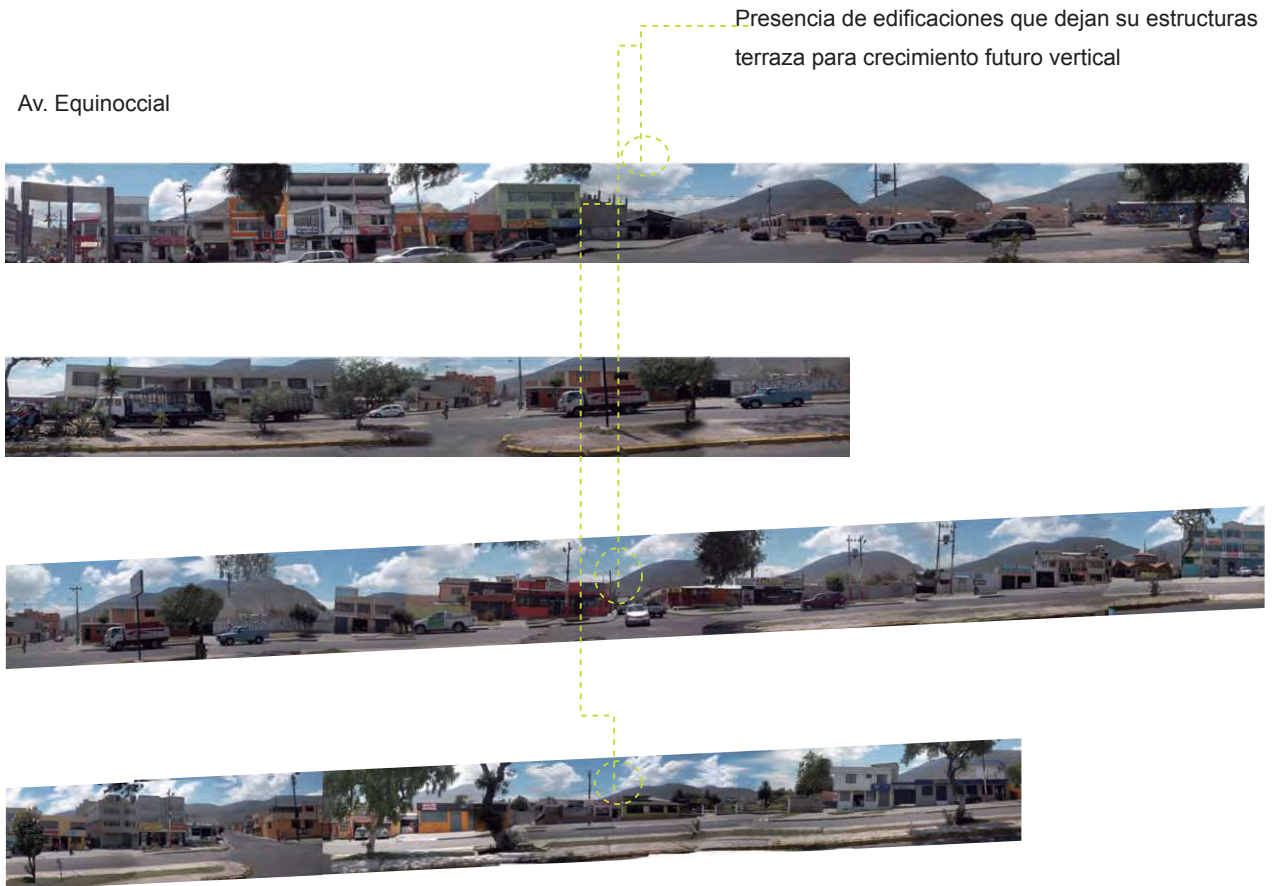 Presencia de edificaciones que dejan su estructuras
terraza para crecimiento futuro vertical
Av. Equinoccial